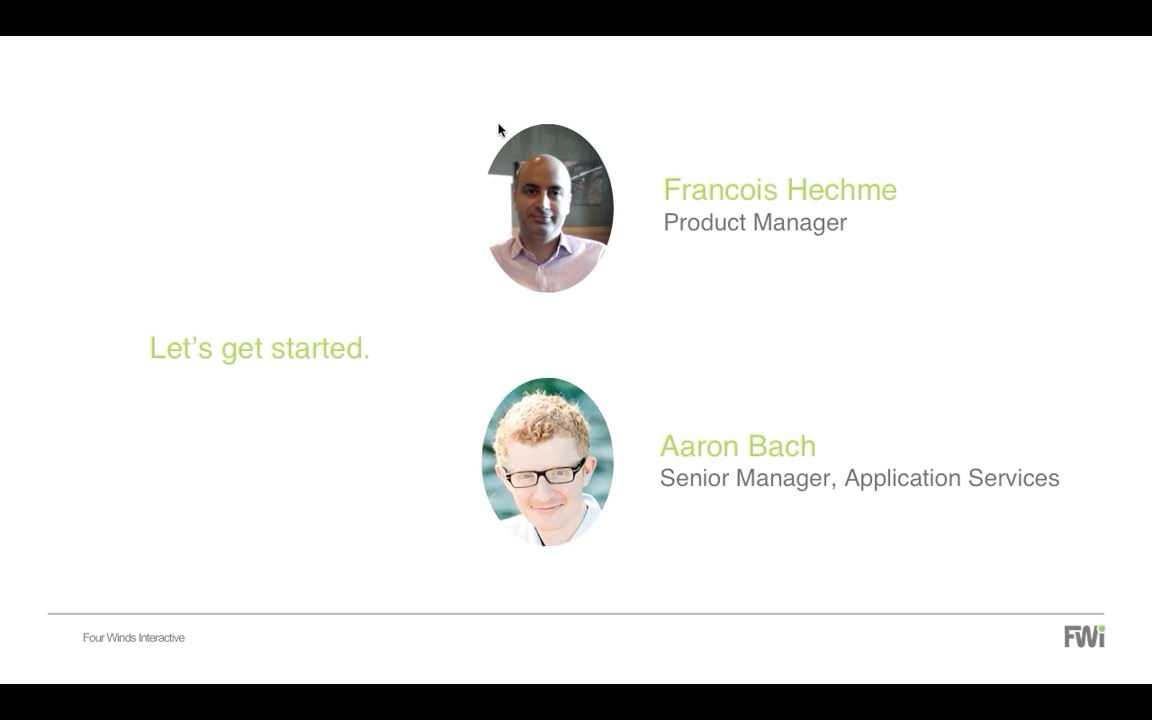 Francois Hechme
Product Manager
Let’s get started.
Aaron Bach
Senior Manager, Application Services
Four Winds Interactive
FWi